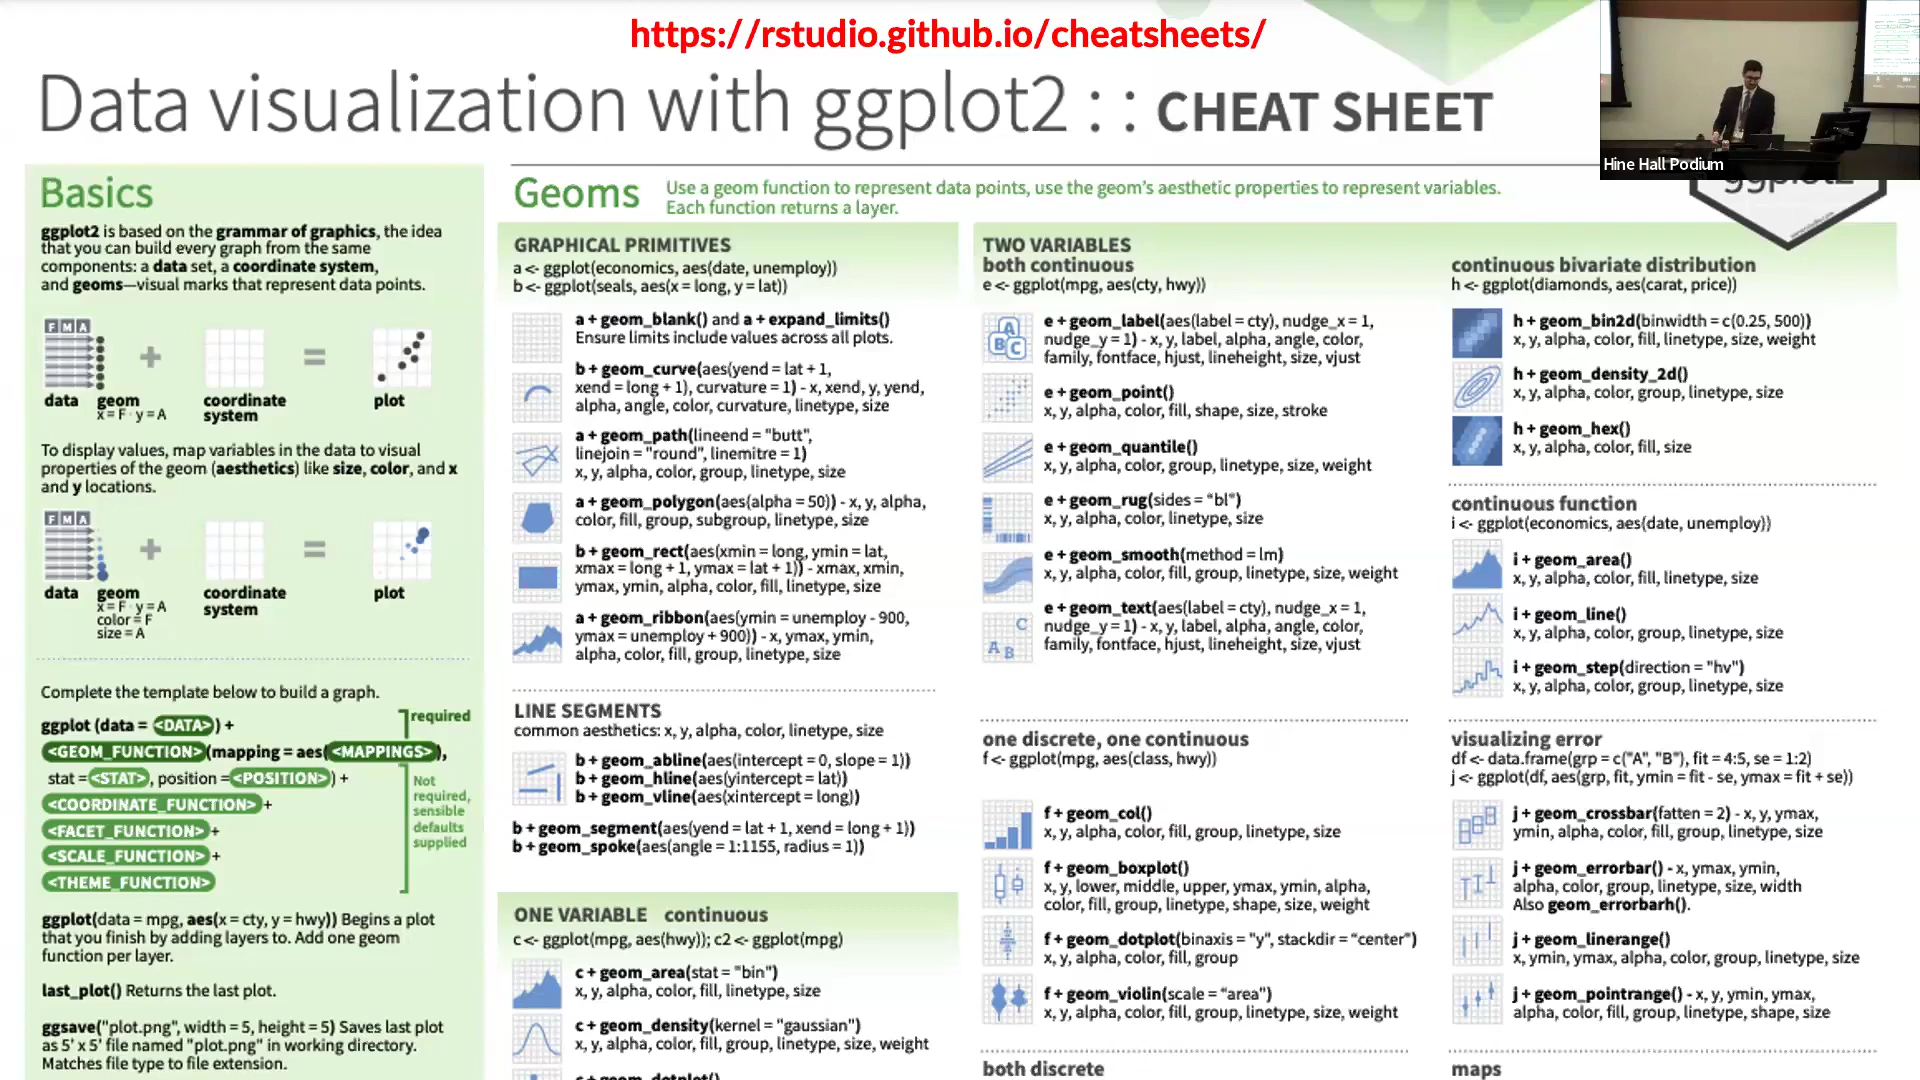 https://rstudio.github.io/cheatsheets/
Data visualization with ggplot2 : : CHEAT SHEET
Hine Hall Podium
ggplot2
Basics
ggplot2 is based on the grammar of graphics, the idea
that you can build every graph from the same
components: a data set, a coordinate system,
and geoms—visual marks that represent data points.
F M A
data
geom
x = F · y = A
coordinate
system
plot
To display values, map variables in the data to visual
properties of the geom (aesthetics) like size, color, and x
and y locations.
F M A
data
geom
x = F · y = A
color = F
size = A
coordinate
system
plot
Complete the template below to build a graph.
required
ggplot (data = <DATA>) +
<GEOM_FUNCTION>(mapping = aes(<MAPPINGS>),
stat = <STAT>, position = <POSITION>) +
<COORDINATE_FUNCTION> +
<FACET_FUNCTION> +
<SCALE_FUNCTION> +
<THEME_FUNCTION>
Not
required,
sensible
defaults
supplied
ggplot(data = mpg, aes(x = cty, y = hwy)) Begins a plot
that you finish by adding layers to. Add one geom
function per layer.
last_plot() Returns the last plot.
ggsave("plot.png", width = 5, height = 5) Saves last plot
as 5' x 5' file named "plot.png" in working directory.
Matches file type to file extension.
Geoms
Use a geom function to represent data points, use the geom's aesthetic properties to represent variables.
Each function returns a layer.
GRAPHICAL PRIMITIVES
a <- ggplot(economics, aes(date, unemploy))
b <- ggplot(seals, aes(x = long, y = lat))
a + geom_blank() and a + expand_limits()
Ensure limits include values across all plots.
b + geom_curve(aes(yend = lat + 1,
xend = long + 1), curvature = 1) - x, xend, y, yend,
alpha, angle, color, curvature, linetype, size
a + geom_path(lineend = "butt",
linejoin = "round", linemitre = 1)
x, y, alpha, color, group, linetype, size
a + geom_polygon(aes(alpha = 50)) - x, y, alpha,
color, fill, group, subgroup, linetype, size
b + geom_rect(aes(xmin = long, ymin = lat,
xmax = long + 1, ymax = lat + 1)) - xmax, xmin,
ymax, ymin, alpha, color, fill, linetype, size
a + geom_ribbon(aes(ymin = unemploy - 900,
ymax = unemploy + 900)) - x, ymax, ymin,
alpha, color, fill, group, linetype, size
LINE SEGMENTS
common aesthetics: x, y, alpha, color, linetype, size
b + geom_abline(aes(intercept = 0, slope = 1))
b + geom_hline(aes(yintercept = lat))
b + geom_vline(aes(xintercept = long))
b + geom_segment(aes(yend = lat + 1, xend = long + 1))
b + geom_spoke(aes(angle = 1:1155, radius = 1))
ONE VARIABLE continuous
c <- ggplot(mpg, aes(hwy)); c2 <- ggplot(mpg)
c + geom_area(stat = "bin")
x, y, alpha, color, fill, linetype, size
c + geom_density(kernel = "gaussian")
x, y, alpha, color, fill, group, linetype, size, weight
c + geom_dotplot()
TWO VARIABLES
both continuous
e <- ggplot(mpg, aes(cty, hwy))
A
B
C
e + geom_label(aes(label = cty), nudge_x = 1,
nudge_y = 1) - x, y, label, alpha, angle, color,
family, fontface, hjust, lineheight, size, vjust
e + geom_point()
x, y, alpha, color, fill, shape, size, stroke
e + geom_quantile()
x, y, alpha, color, group, linetype, size, weight
e + geom_rug(sides = “bl")
x, y, alpha, color, linetype, size
e + geom_smooth(method = lm)
x, y, alpha, color, fill, group, linetype, size, weight
C
A B
e + geom_text(aes(label = cty), nudge_x = 1,
nudge_y = 1) - x, y, label, alpha, angle, color,
family, fontface, hjust, lineheight, size, vjust
one discrete, one continuous
f <- ggplot(mpg, aes(class, hwy))
f + geom_col()
x, y, alpha, color, fill, group, linetype, size
f + geom_boxplot()
x, y, lower, middle, upper, ymax, ymin, alpha,
color, fill, group, linetype, shape, size, weight
f + geom_dotplot(binaxis = "y", stackdir = “center")
x, y, alpha, color, fill, group
f + geom_violin(scale = “area")
x, y, alpha, color, fill, group, linetype, size, weight
both discrete
continuous bivariate distribution
h <- ggplot(diamonds, aes(carat, price))
h + geom_bin2d(binwidth = c(0.25, 500))
x, y, alpha, color, fill, linetype, size, weight
h + geom_density_2d()
x, y, alpha, color, group, linetype, size
h + geom_hex()
x, y, alpha, color, fill, size
continuous function
i <- ggplot(economics, aes(date, unemploy))
i + geom_area()
x, y, alpha, color, fill, linetype, size
i + geom_line()
x, y, alpha, color, group, linetype, size
i + geom_step(direction = "hv")
x, y, alpha, color, group, linetype, size
visualizing error
df <- data.frame(grp = c("A", "B"), fit = 4:5, se = 1:2)
j <- ggplot(df, aes(grp, fit, ymin = fit - se, ymax = fit + se))
j + geom_crossbar(fatten = 2) - x, y, ymax,
ymin, alpha, color, fill, group, linetype, size
j + geom_errorbar() - x, ymax, ymin,
alpha, color, group, linetype, size, width
Also geom_errorbarh().
j + geom_linerange()
x, ymin, ymax, alpha, color, group, linetype, size
j + geom_pointrange() - x, y, ymin, ymax,
alpha, color, fill, group, linetype, shape, size
maps